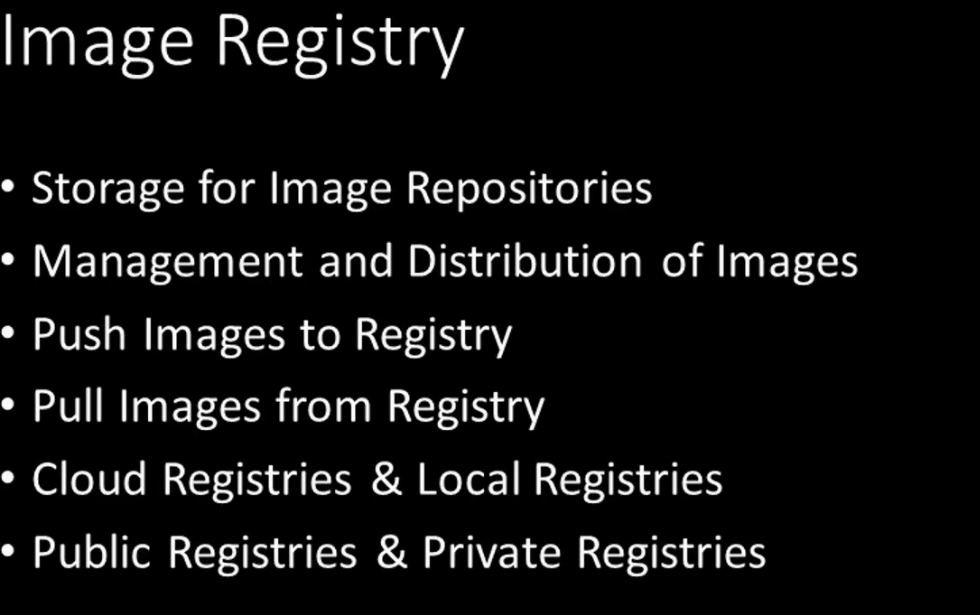 Image Registry
• Storage for Image Repositories
• Management and Distribution of Images
• Push Images to Registry
• Pull Images from Registry
• Cloud Registries & Local Registries
• Public Registries & Private Registries